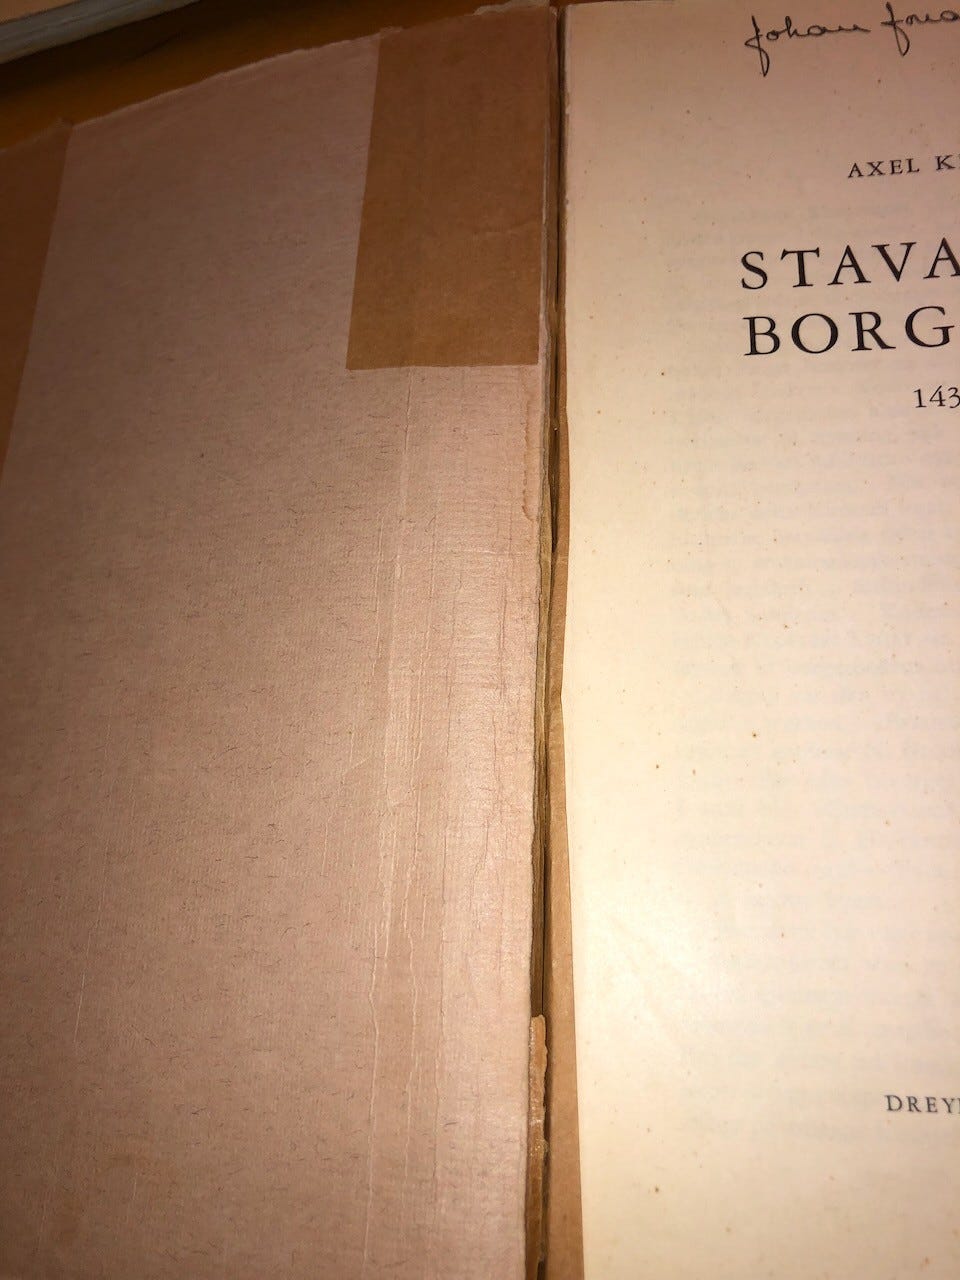 Johan
AXEL K
STAVA
BORG
143
DREY